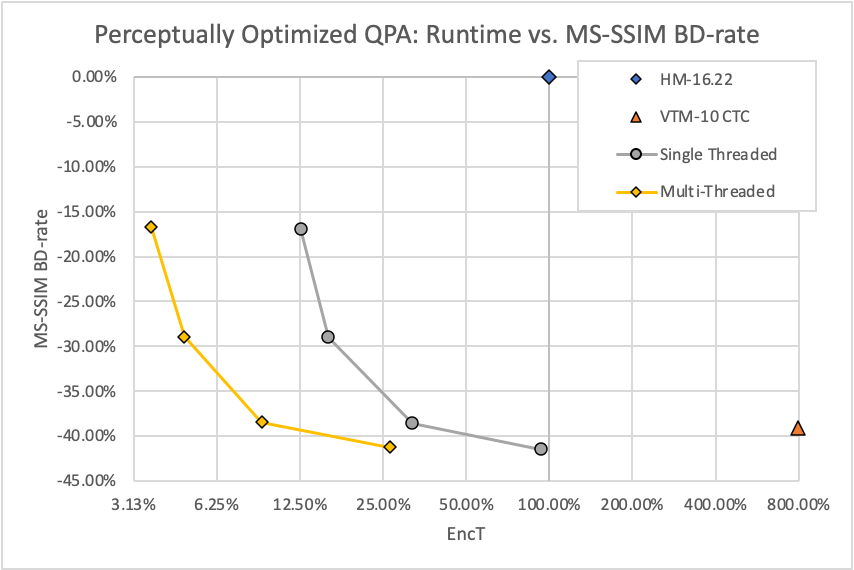 Perceptually Optimized QPA: Runtime vs. MS-SSIM BD-rate
HM-16.22
VTM-10 CTC
Single Threaded
Multi-Threaded
MS-SSIM BD-rate
0.00%
-5.00%
-10.00%
-15.00%
-20.00%
-25.00%
-30.00%
-35.00%
-40.00%
-45.00%
3.13% 6.25% 12.50% 25.00% 50.00% 100.00% 200.00% 400.00% 800.00%
EncT